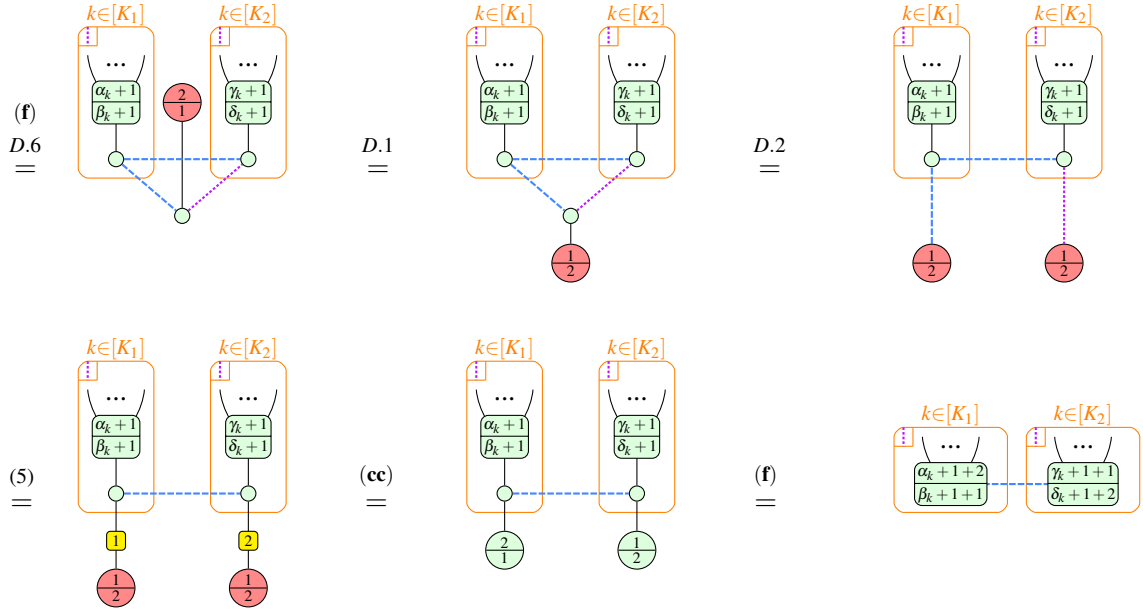 k∈[K₁] k∈[K₂] k∈[K₁] k∈[K₂] k∈[K₁] k∈[K₂]
... ... ... ... ... ...
(f) αₖ+1 2 γₖ+1 αₖ+1 γₖ+1 αₖ+1 γₖ+1
βₖ+1 1 δₖ+1 βₖ+1 δₖ+1 βₖ+1 δₖ+1
D.6 D.1 D.2
= = =
1 1 1
2 2 2
k∈[K₁] k∈[K₂] k∈[K₁] k∈[K₂]
... ... ... ...
k∈[K₁] k∈[K₂]
αₖ+1 γₖ+1 αₖ+1 γₖ+1 ... ...
βₖ+1 δₖ+1 βₖ+1 δₖ+1
(5) (cc) (f) αₖ+1+2 γₖ+1+1
= = = βₖ+1+1 δₖ+1+2
1 2 2 1
1 2
1 1
2 2